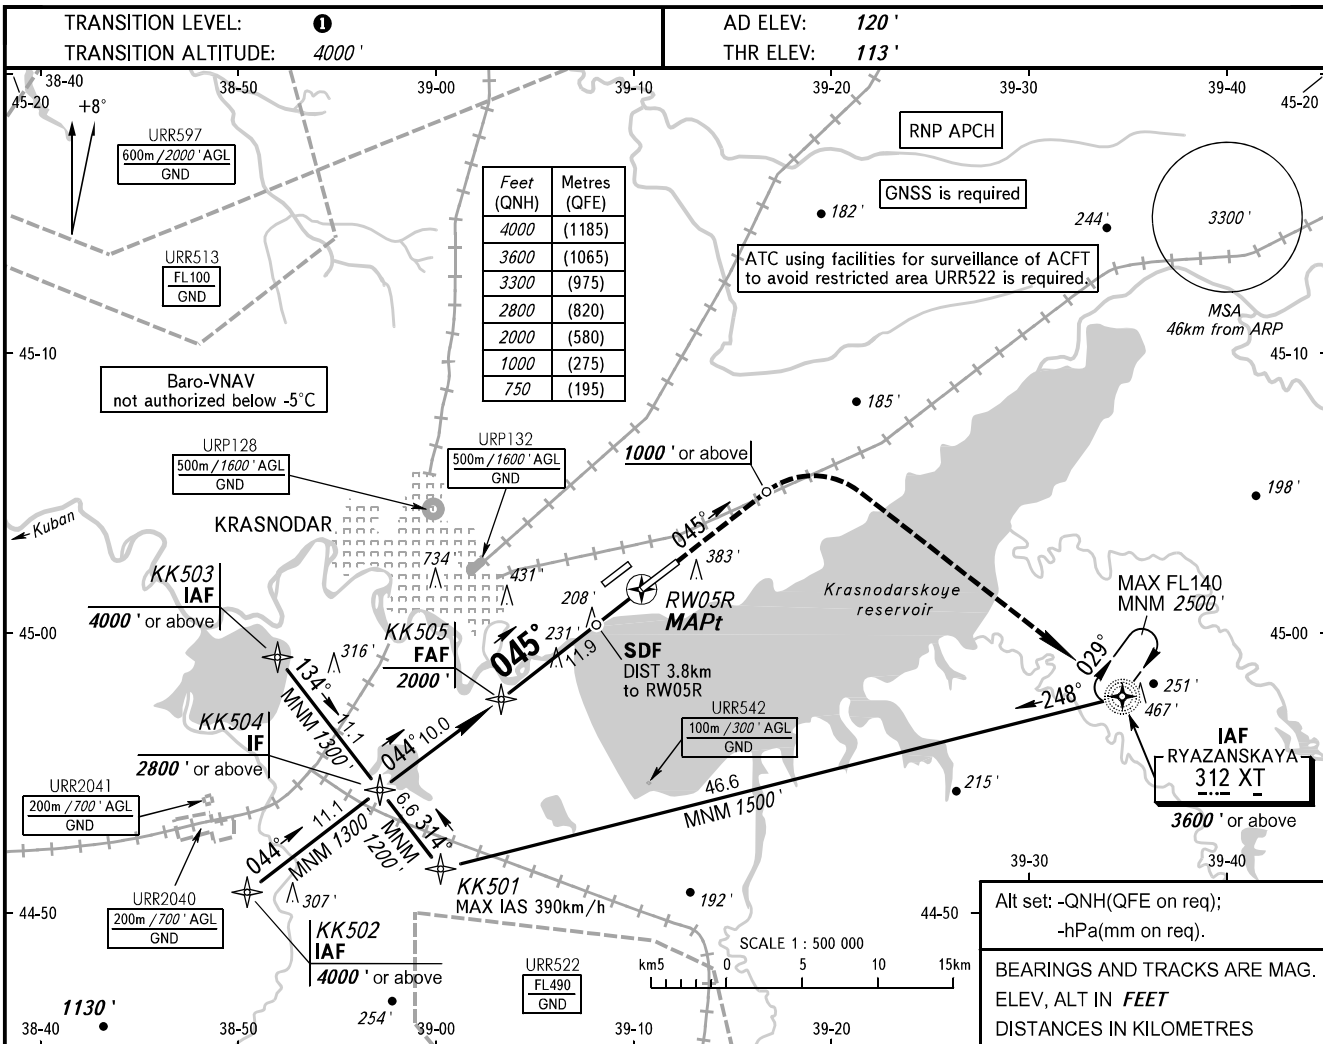 TRANSITION LEVEL: ❶
TRANSITION ALTITUDE: 4000 '
AD ELEV: 120 '
THR ELEV: 113 '
38-40
38-50
39-00
39-10
39-20
39-30
39-40
45-20
45-20
+8°
URR597
600m / 2000 ' AGL
GND
RNP APCH
GNSS is required
Feet (QNH) Metres (QFE)
4000 (1185)
3600 (1065)
3300 (975)
2800 (820)
2000 (580)
1000 (275)
750 (195)
182 '
244 '
3300 '
MSA
46km from ARP
ATC using facilities for surveillance of ACFT
to avoid restricted area URR522 is required.
URR513
FL100
GND
45-10
45-10
Baro-VNAV
not authorized below -5°C
185 '
URP128
500m / 1600 ' AGL
GND
URP132
500m / 1600 ' AGL
GND
1000 ' or above
198 '
Kuban
KRASNODAR
734
431 '
045°
383 '
KK503
IAF
4000 ' or above
208 '
RW05R
MAPt
Krasnodarskoye
reservoir
MAX FL140
MNM 2500 '
45-00
45-00
KK505
FAF
2000 '
045°
231 '
11.9
SDF
DIST 3.8km
to RW05R
316 '
134°
11.1
MNM 1300 '
029°
248°
251 '
467 '
KK504
IF
2800 ' or above
044° 10.0
URR542
100m / 300 ' AGL
GND
IAF
RYAZANSKAYA
312 XT
3600 ' or above
URR2041
200m / 700 ' AGL
GND
46.6
MNM 1500 '
215 '
044°
11.1
MNM 1300
6.6 314°
MNM
1200 '
39-30
39-40
URR2040
200m / 700 ' AGL
GND
307 '
KK501
MAX IAS 390km/h
192 '
44-50
44-50
KK502
IAF
4000 ' or above
URR522
FL490
GND
SCALE 1 : 500 000
km5 0 5 10 15km
Alt set: -QNH(QFE on req);
-hPa(mm on req).
BEARINGS AND TRACKS ARE MAG.
ELEV, ALT IN FEET
DISTANCES IN KILOMETRES
1130 '
254 '
38-40
38-50
39-00
39-10
39-20